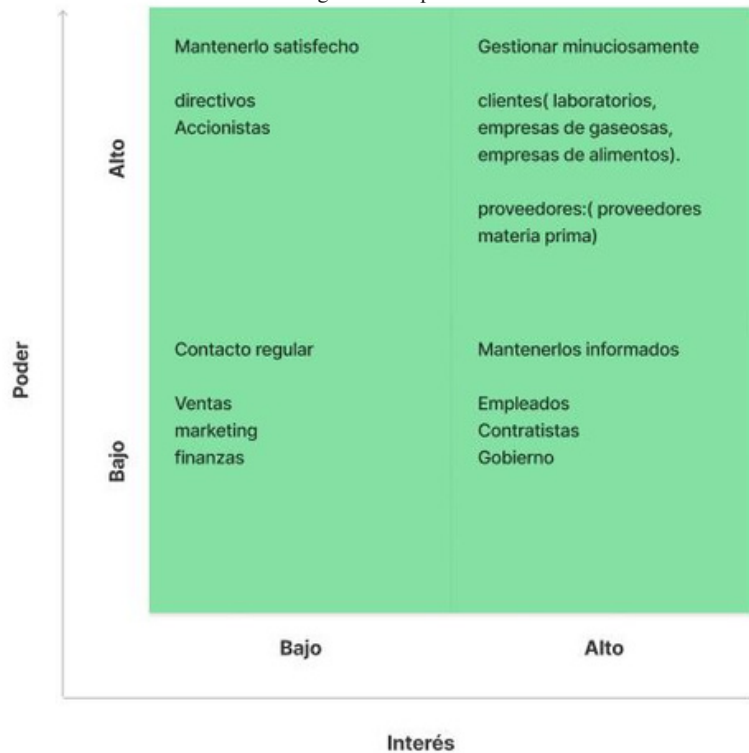 Mantenerlo satisfecho
directivos
Accionistas
Gestionar minuciosamente
clientes( laboratorios,
empresas de gaseosas,
empresas de alimentos).
proveedores:( proveedores
materia prima)
Alto
Poder
Contacto regular
Ventas
marketing
finanzas
Mantenerlos informados
Empleados
Contratistas
Gobierno
Bajo
Bajo
Alto
Interés